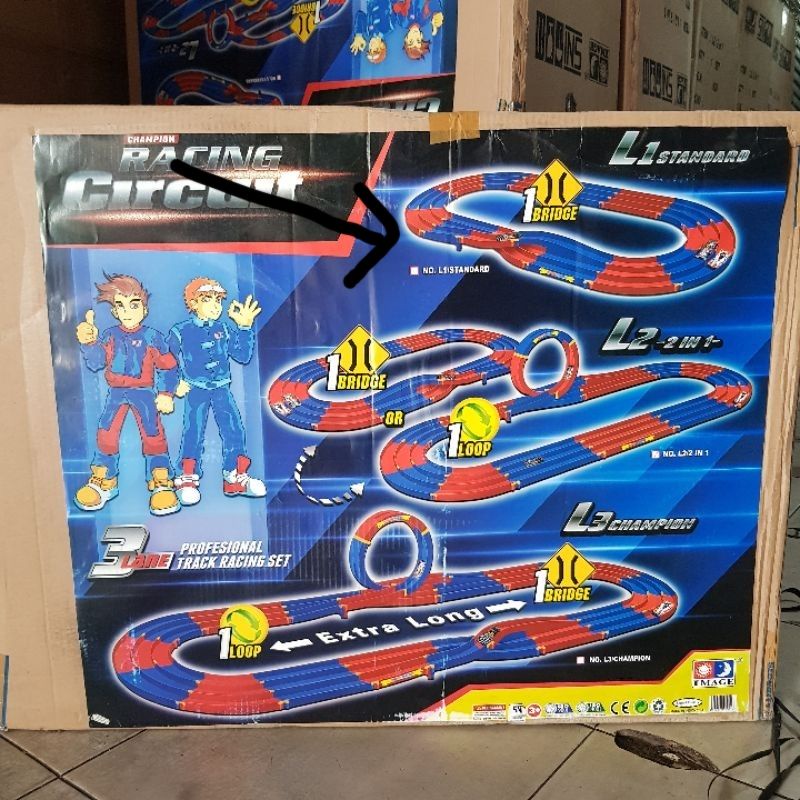 CHAMPION
RACING
Circuit
L1 STANDARD
1
BRIDGE
NO. L1/STANDARD
L2 -2 IN 1-
1
BRIDGE
OR
1
LOOP
NO. L2/2 IN 1
L3 CHAMPION
3
LANE
PROFESIONAL
TRACK RACING SET
1
BRIDGE
1
LOOP
Extra Long
NO. L3/CHAMPION
IMAGE
CE